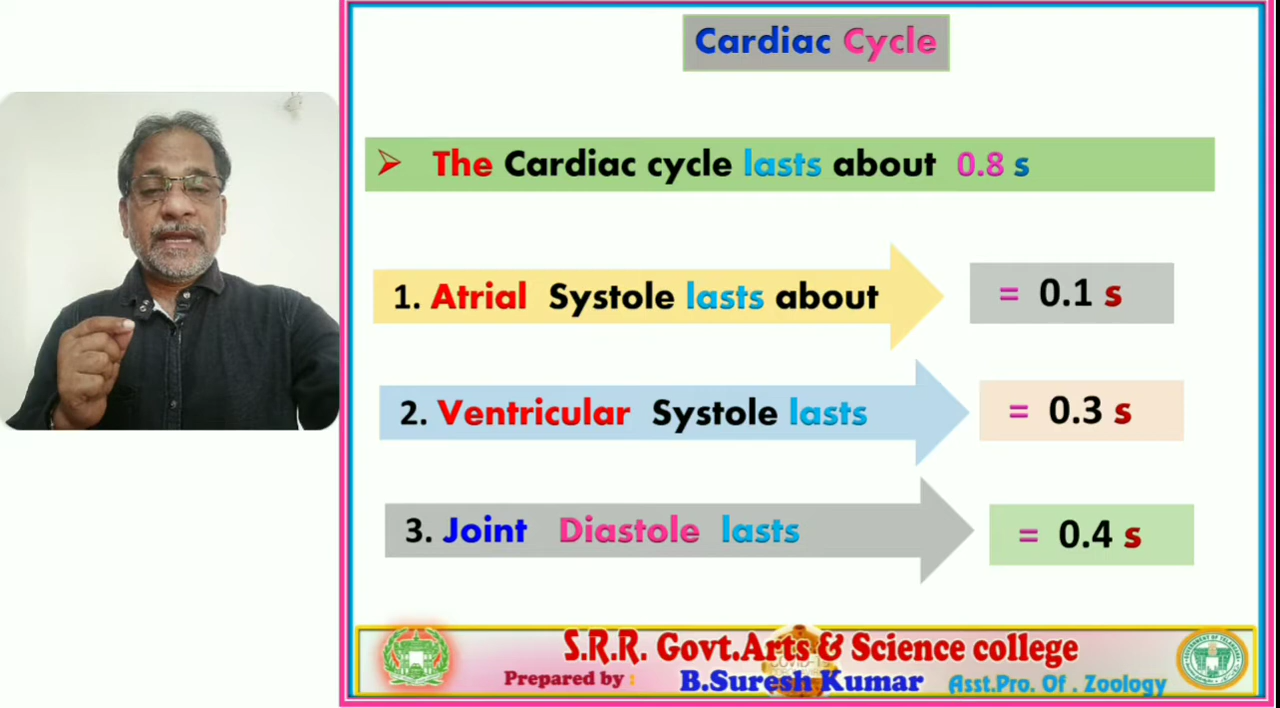 Cardiac Cycle
➢ The Cardiac cycle lasts about 0.8 s
1. Atrial Systole lasts about = 0.1 s
2. Ventricular Systole lasts = 0.3 s
3. Joint Diastole lasts = 0.4 s
S.R.R. Govt.Arts & Science college
Prepared by : B.Suresh Kumar Asst.Pro. Of . Zoology